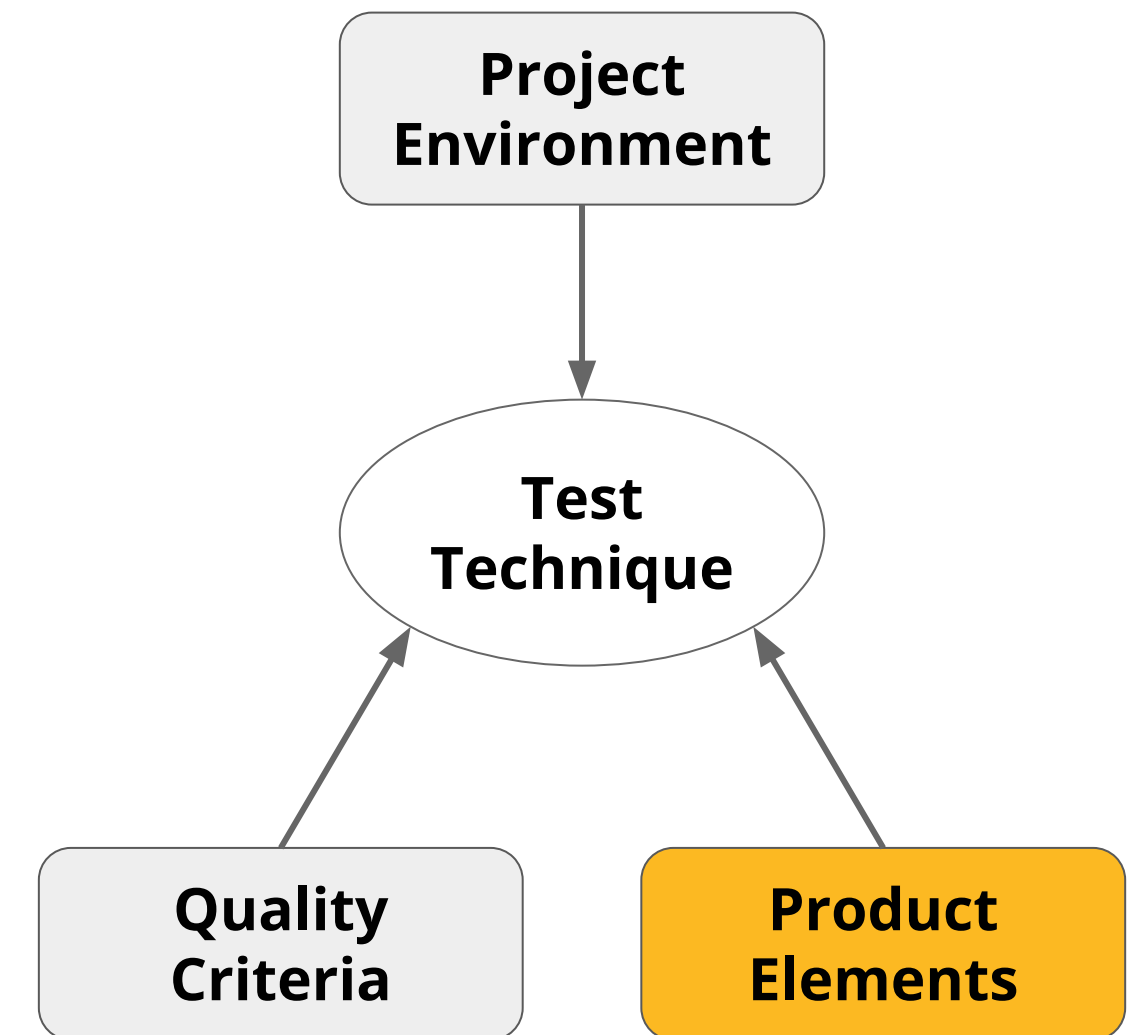 Project
Environment
Test
Technique
Quality
Criteria
Product
Elements